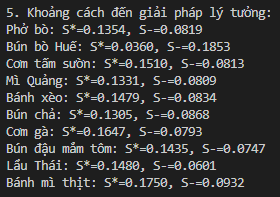 5. Khoảng cách đến giải pháp lý tưởng:
Phở bò: S*=0.1354, S-=0.0819
Bún bò Huế: S*=0.0360, S-=0.1853
Cơm tấm sườn: S*=0.1510, S-=0.0813
Mì Quảng: S*=0.1331, S-=0.0809
Bánh xèo: S*=0.1479, S-=0.0834
Bún chả: S*=0.1305, S-=0.0868
Cơm gà: S*=0.1647, S-=0.0793
Bún đậu mắm tôm: S*=0.1435, S-=0.0747
Lẩu Thái: S*=0.1480, S-=0.0601
Bánh mì thịt: S*=0.1750, S-=0.0932